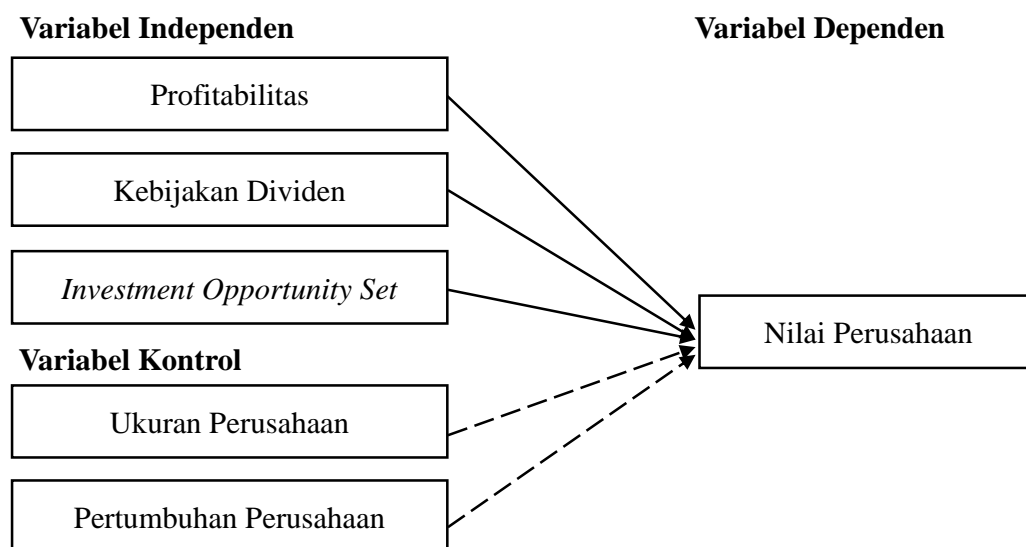 Variabel Independen
Variabel Dependen
Profitabilitas
Kebijakan Dividen
Investment Opportunity Set
Nilai Perusahaan
Variabel Kontrol
Ukuran Perusahaan
Pertumbuhan Perusahaan